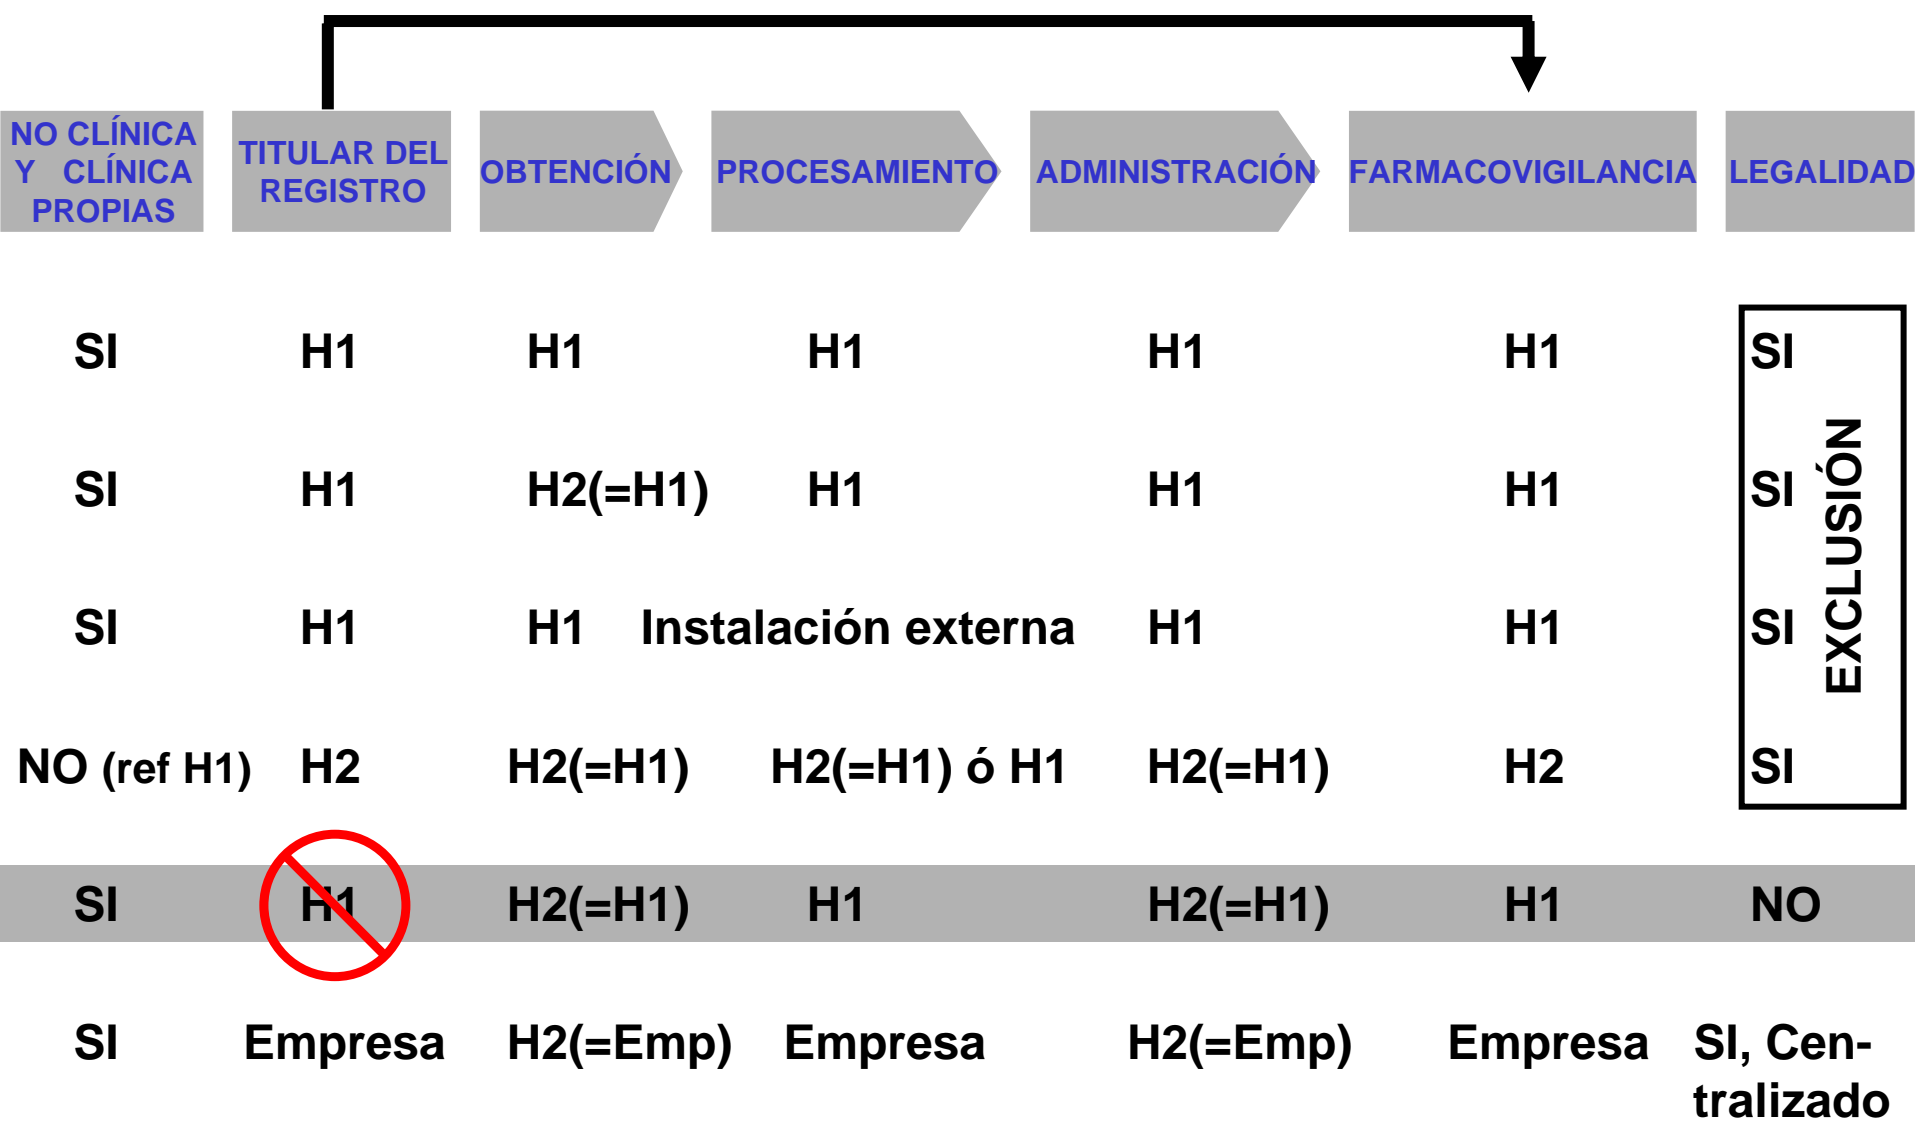 NO CLÍNICA
Y CLÍNICA
PROPIAS
TITULAR DEL
REGISTRO
OBTENCIÓN
PROCESAMIENTO
ADMINISTRACIÓN
FARMACOVIGILANCIA
LEGALIDAD
SI H1 H1 H1 H1 H1 SI
SI H1 H2(=H1) H1 H1 H1 SI
SI H1 H1 Instalación externa H1 H1 SI
NO (ref H1) H2 H2(=H1) H2(=H1) ó H1 H2(=H1) H2 SI
EXCLUSIÓN
SI H1 H2(=H1) H1 H2(=H1) H1 NO
SI Empresa H2(=Emp) Empresa H2(=Emp) Empresa SI, Cen-
tralizado